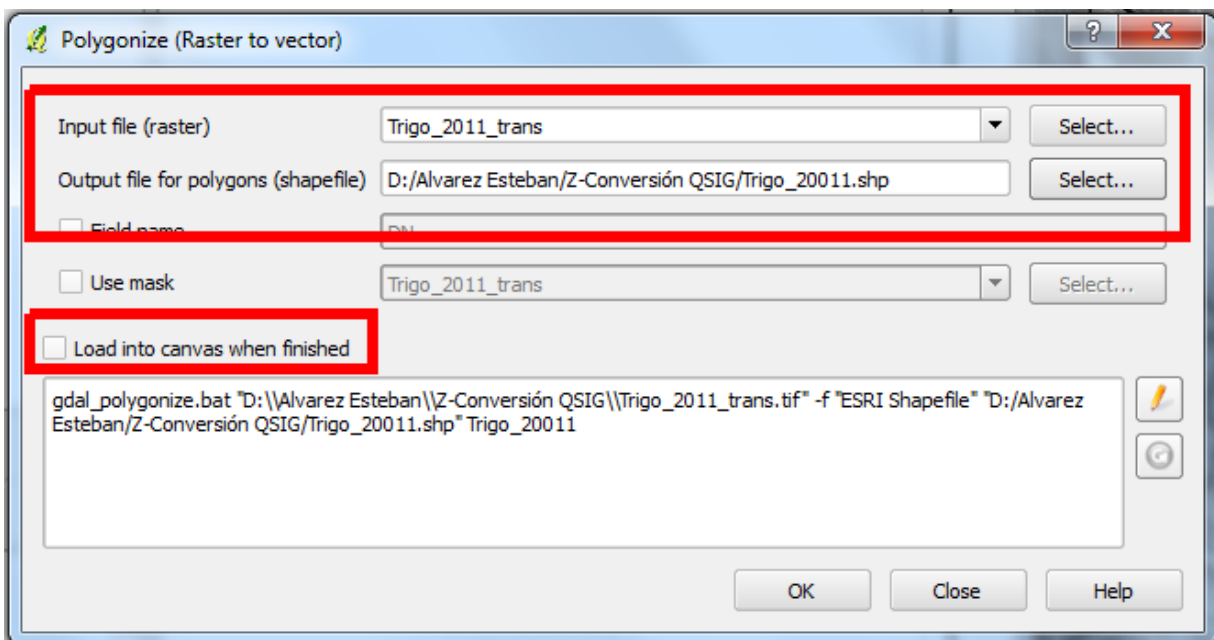 Polygonize (Raster to vector)
Input file (raster) Trigo_2011_trans Select...
Output file for polygons (shapefile) D:/Alvarez Esteban/Z-Conversión QSIG/Trigo_20011.shp Select...
Field name DN
Use mask Trigo_2011_trans Select...
Load into canvas when finished
gdal_polygonize.bat "D:\\Alvarez Esteban\\Z-Conversión QSIG\\Trigo_2011_trans.tif" -f "ESRI Shapefile" "D:/Alvarez
Esteban/Z-Conversión QSIG/Trigo_20011.shp" Trigo_20011
OK Close Help